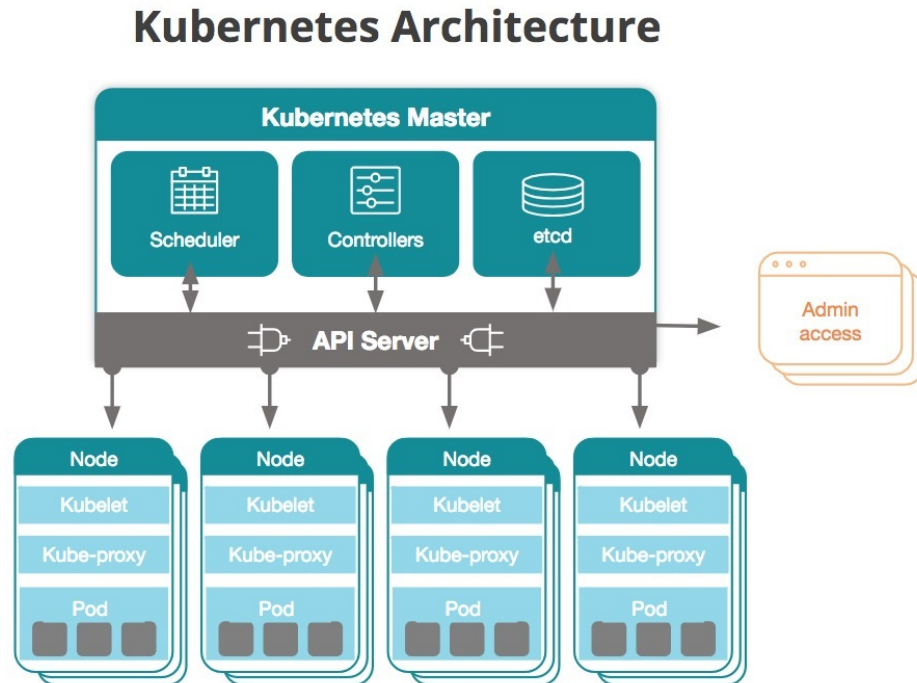 Kubernetes Architecture
Kubernetes Master
Scheduler
Controllers
etcd
API Server
Admin
access
Node
Kubelet
Kube-proxy
Pod
Node
Kubelet
Kube-proxy
Pod
Node
Kubelet
Kube-proxy
Pod
Node
Kubelet
Kube-proxy
Pod